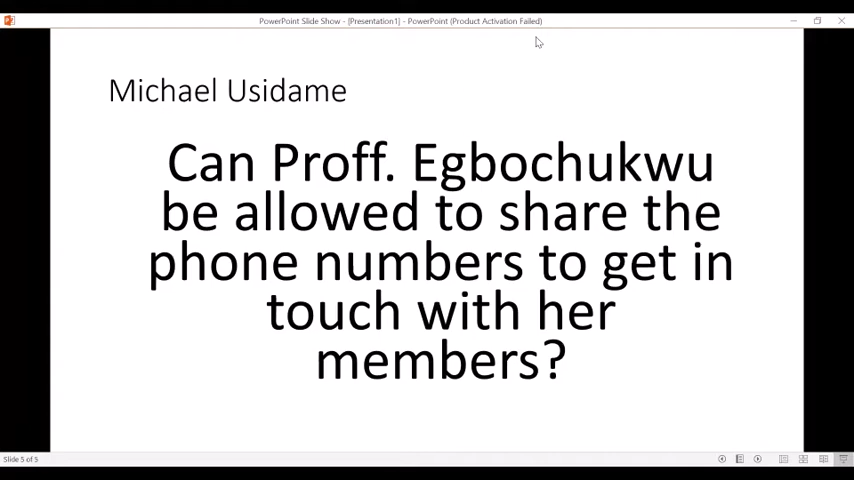 PowerPoint Slide Show - [Presentation1] - PowerPoint (Product Activation Failed)
Michael Usidame
Can Proff. Egbochukwu
be allowed to share the
phone numbers to get in
touch with her
members?
Slide 5 of 5